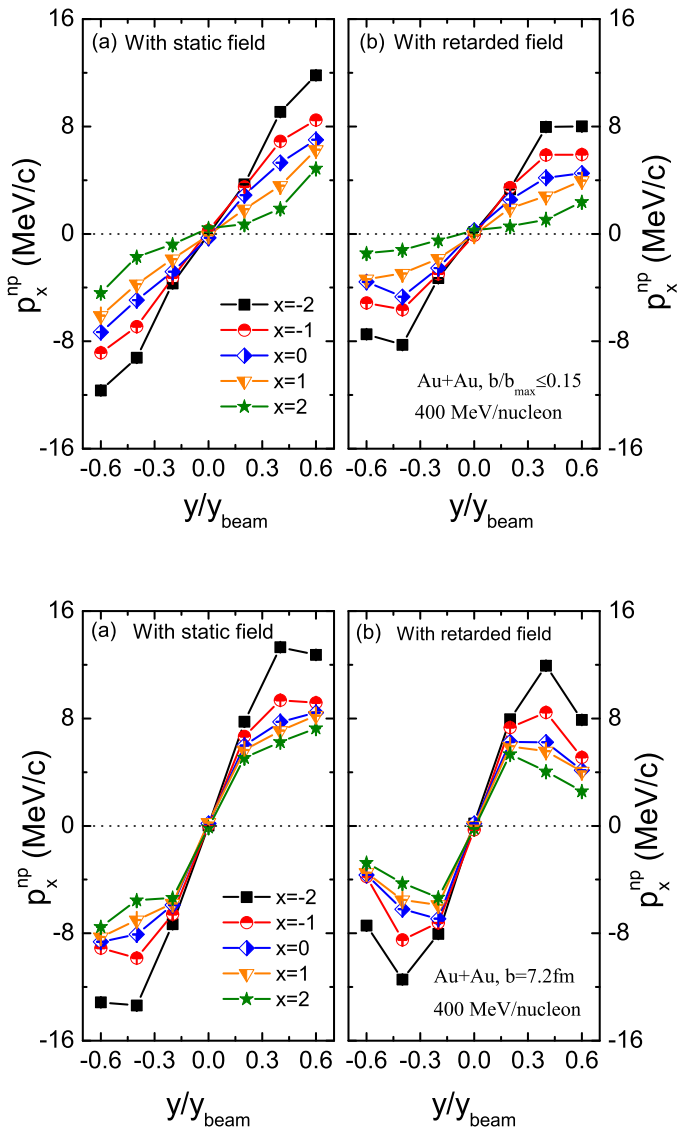 (a) With static field
(b) With retarded field
16
8
0
-8
-16
p_x^np (MeV/c)
x=-2
x=-1
x=0
x=1
x=2
Au+Au, b/b_max≤0.15
400 MeV/nucleon
16
8
0
-8
-16
p_x^np (MeV/c)
-0.6 -0.3 0.0 0.3 0.6
-0.6 -0.3 0.0 0.3 0.6
y/y_beam
y/y_beam
(a) With static field
(b) With retarded field
16
8
0
-8
-16
p_x^np (MeV/c)
x=-2
x=-1
x=0
x=1
x=2
Au+Au, b=7.2fm
400 MeV/nucleon
16
8
0
-8
-16
p_x^np (MeV/c)
-0.6 -0.3 0.0 0.3 0.6
-0.6 -0.3 0.0 0.3 0.6
y/y_beam
y/y_beam